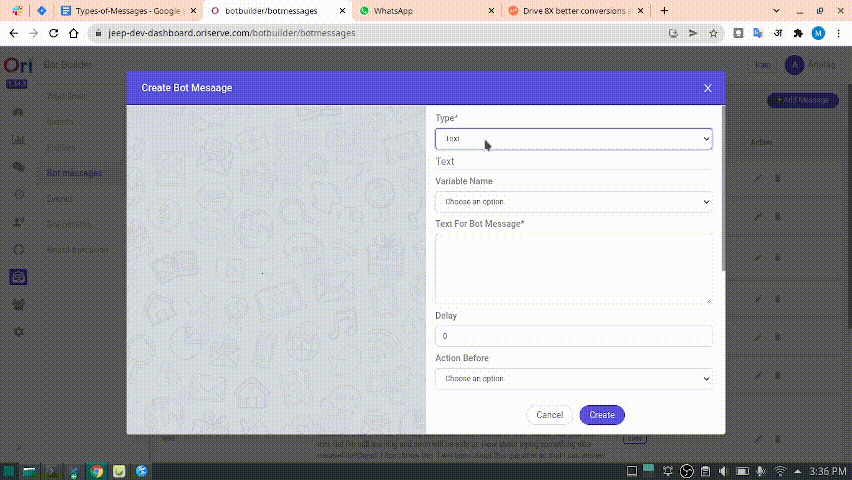 Types-of-Messages - Google
botbuilder/botmessages
WhatsApp
Drive 8X better conversions a
jeep-dev-dashboard.oriserve.com/botbuilder/botmessages
M
Ori
Bot Builder
Train
A
Anurag
Workflows
+ Add Message
Intents
Entities
Action
Bot messages
Events
Brand functions
Create Bot Mesaage
X
Type*
Text
Text
Variable Name
Choose an option
Text For Bot Message*
Delay
0
Action Before
Choose an option
Cancel
Create
3:36 PM